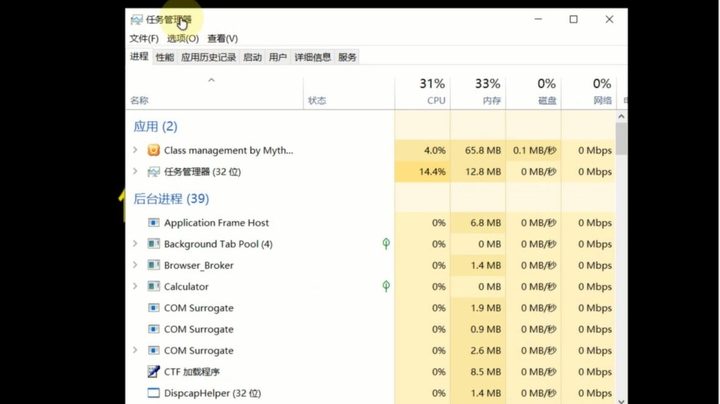 任务管理器
文件(F) 选项(O) 查看(V)
进程 性能 应用历史记录 启动 用户 详细信息 服务
31% 33% 0% 0%
名称 状态 CPU 内存 磁盘 网络
应用 (2)
Class management by Myth... 4.0% 65.8 MB 0.1 MB/秒 0 Mbps
任务管理器 (32 位) 14.4% 12.8 MB 0 MB/秒 0 Mbps
后台进程 (39)
Application Frame Host 0% 6.8 MB 0 MB/秒 0 Mbps
Background Tab Pool (4) 0% 0 MB 0 MB/秒 0 Mbps
Browser_Broker 0% 1.4 MB 0 MB/秒 0 Mbps
Calculator 0% 0 MB 0 MB/秒 0 Mbps
COM Surrogate 0% 1.9 MB 0 MB/秒 0 Mbps
COM Surrogate 0% 0.9 MB 0 MB/秒 0 Mbps
COM Surrogate 0% 2.6 MB 0 MB/秒 0 Mbps
CTF 加载程序 0% 8.5 MB 0 MB/秒 0 Mbps
DispcapHelper (32 位) 0% 1.4 MB 0 MB/秒 0 Mbps